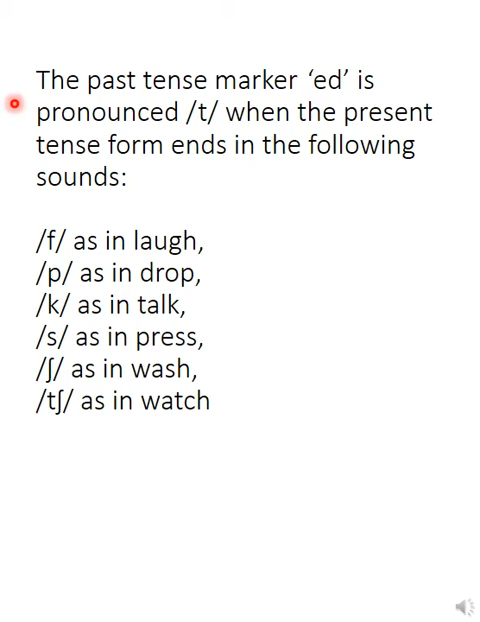 The past tense marker ‘ed’ is
pronounced /t/ when the present
tense form ends in the following
sounds:
/f/ as in laugh,
/p/ as in drop,
/k/ as in talk,
/s/ as in press,
/ʃ/ as in wash,
/tʃ/ as in watch